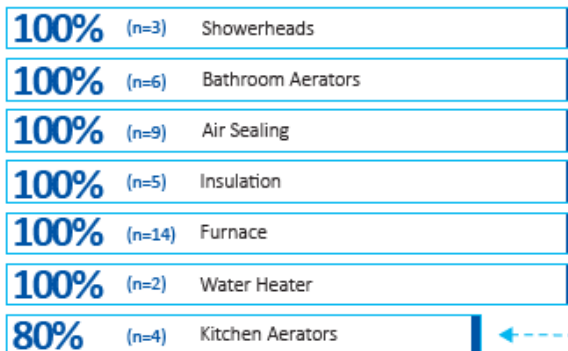 100% (n=3) Showerheads
100% (n=6) Bathroom Aerators
100% (n=9) Air Sealing
100% (n=5) Insulation
100% (n=14) Furnace
100% (n=2) Water Heater
80% (n=4) Kitchen Aerators